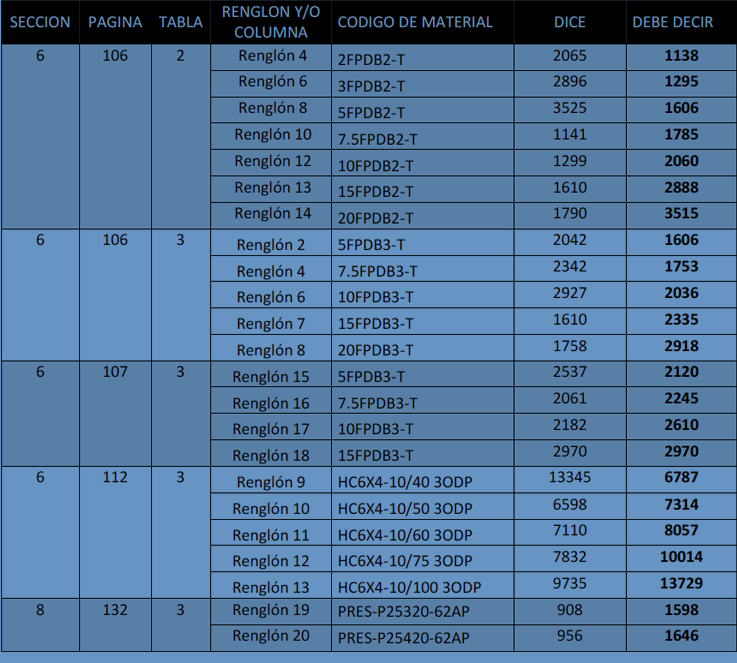 SECCION PAGINA TABLA RENGLON Y/O COLUMNA CODIGO DE MATERIAL DICE DEBE DECIR
6 106 2 Renglón 4 2FPDB2-T 2065 1138
Renglón 6 3FPDB2-T 2896 1295
Renglón 8 5FPDB2-T 3525 1606
Renglón 10 7.5FPDB2-T 1141 1785
Renglón 12 10FPDB2-T 1299 2060
Renglón 13 15FPDB2-T 1610 2888
Renglón 14 20FPDB2-T 1790 3515
6 106 3 Renglón 2 5FPDB3-T 2042 1606
Renglón 4 7.5FPDB3-T 2342 1753
Renglón 6 10FPDB3-T 2927 2036
Renglón 7 15FPDB3-T 1610 2335
Renglón 8 20FPDB3-T 1758 2918
6 107 3 Renglón 15 5FPDB3-T 2537 2120
Renglón 16 7.5FPDB3-T 2061 2245
Renglón 17 10FPDB3-T 2182 2610
Renglón 18 15FPDB3-T 2970 2970
6 112 3 Renglón 9 HC6X4-10/40 3ODP 13345 6787
Renglón 10 HC6X4-10/50 3ODP 6598 7314
Renglón 11 HC6X4-10/60 3ODP 7110 8057
Renglón 12 HC6X4-10/75 3ODP 7832 10014
Renglón 13 HC6X4-10/100 3ODP 9735 13729
8 132 3 Renglón 19 PRES-P25320-62AP 908 1598
Renglón 20 PRES-P25420-62AP 956 1646